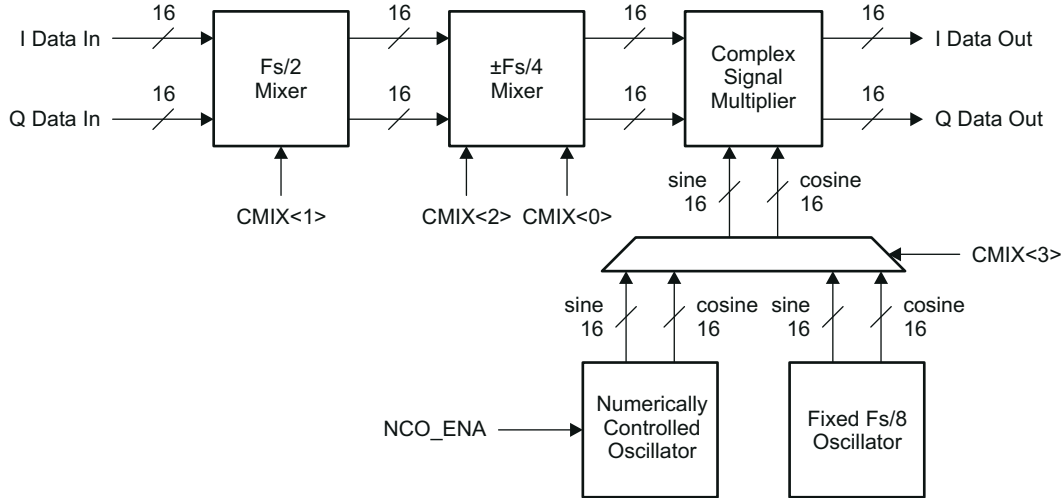 16
16
16
16
I Data In
Fs/2
Mixer
±Fs/4
Mixer
Complex
Signal
Multiplier
I Data Out
16
16
16
16
Q Data In
Q Data Out
sine
16
cosine
16
CMIX<1>
CMIX<2>
CMIX<0>
CMIX<3>
sine
16
cosine
16
sine
16
cosine
16
NCO_ENA
Numerically
Controlled
Oscillator
Fixed Fs/8
Oscillator